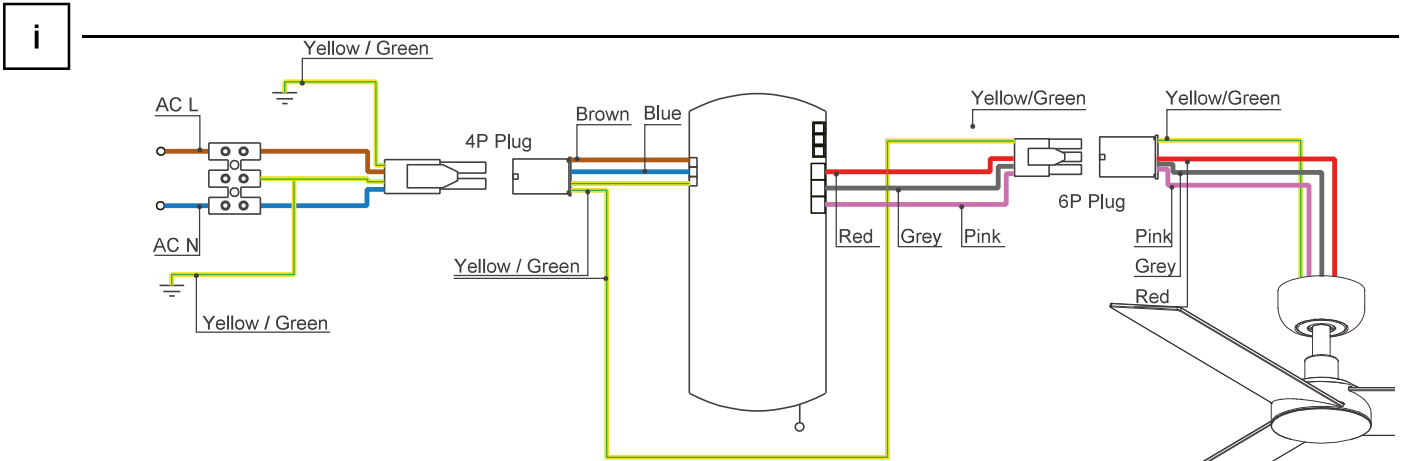 i
Yellow / Green
AC L
4P Plug
Brown
Blue
Yellow/Green
Yellow/Green
6P Plug
AC N
Red
Grey
Pink
Pink
Grey
Red
Yellow / Green
Yellow / Green